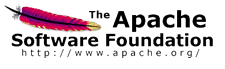 The Apache
Software Foundation
http://www.apache.org/